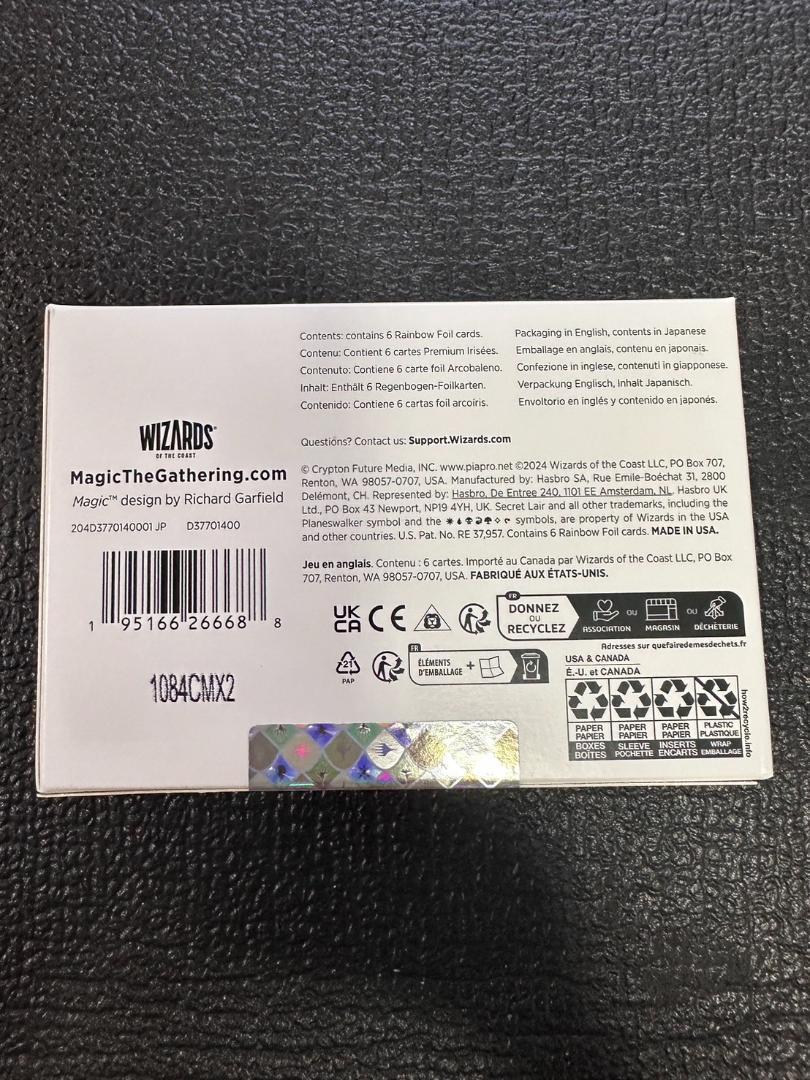 Contents: contains 6 Rainbow Foil cards.
Contenu: Contient 6 cartes Premium Irisées.
Contenuto: Contiene 6 carte foil Arcobaleno.
Inhalt: Enthält 6 Regenbogen-Foilkarten.
Contenido: Contiene 6 cartas foil arcoíris.
Packaging in English, contents in Japanese
Emballage en anglais, contenu en japonais.
Confezione in inglese, contenuti in giapponese.
Verpackung Englisch, Inhalt Japanisch.
Envoltorio en inglés y contenido en japonés.
WIZARDS
OF THE COAST
MagicTheGathering.com
Magic™ design by Richard Garfield
204D3770140001 JP D37701400
1 95166 26668 8
1084CMX2
Questions? Contact us: Support.Wizards.com
© Crypton Future Media, INC. www.piapro.net ©2024 Wizards of the Coast LLC, PO Box 707,
Renton, WA 98057-0707, USA. Manufactured by: Hasbro SA, Rue Emile-Boéchat 31, 2800
Delémont, CH. Represented by: Hasbro, De Entree 240, 1101 EE Amsterdam, NL. Hasbro UK
Ltd., PO Box 43 Newport, NP19 4YH, UK. Secret Lair and all other trademarks, including the
Planeswalker symbol and the symbols, are property of Wizards in the USA
and other countries. U.S. Pat. No. RE 37,957. Contains 6 Rainbow Foil cards. MADE IN USA.
Jeu en anglais. Contenu : 6 cartes. Importé au Canada par Wizards of the Coast LLC, PO Box
707, Renton, WA 98057-0707, USA. FABRIQUÉ AUX ÉTATS-UNIS.
UK
CA CE
FR
DONNEZ
OU
RECYCLEZ
ASSOCIATION OU MAGASIN OU DÉCHÈTERIE
Adresses sur quefairedemesdechets.fr
21
PAP
FR
ÉLÉMENTS
D'EMBALLAGE +
USA & CANADA
É.-U. et CANADA
PAPER
PAPIER
BOXES
BOÎTES
PAPER
PAPIER
SLEEVE
POCHETTE
PAPER
PAPIER
INSERTS
ENCARTS
PLASTIC
PLASTIQUE
WRAP
EMBALLAGE
how2recycle.info